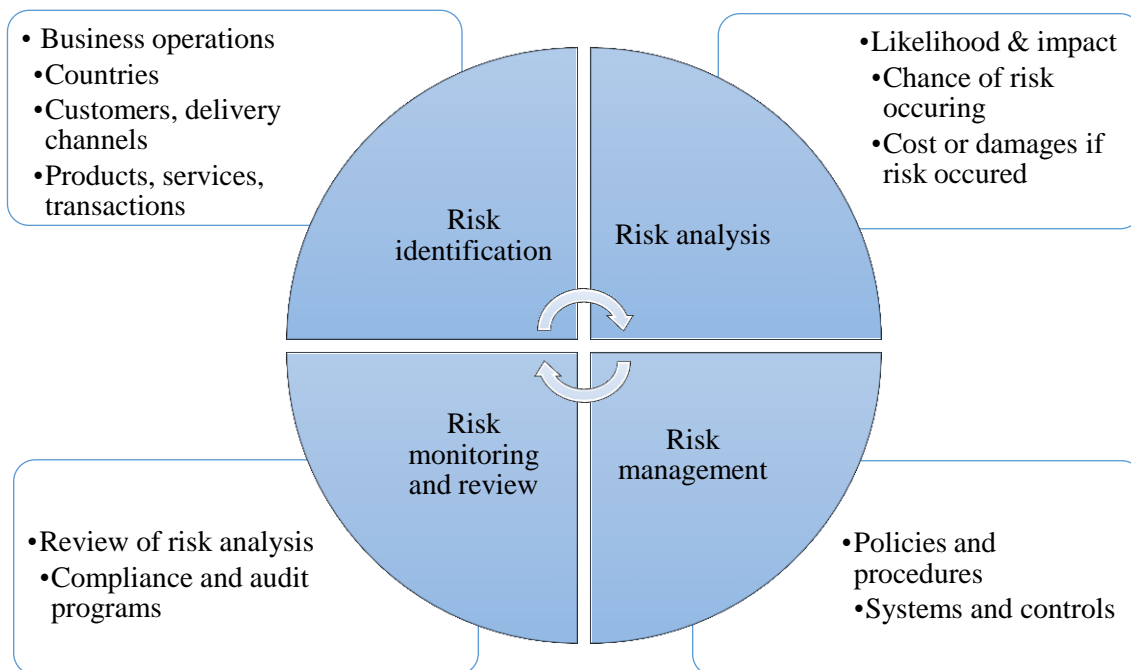 • Business operations
•Countries
•Customers, delivery
channels
•Products, services,
transactions
•Likelihood & impact
•Chance of risk
occuring
•Cost or damages if
risk occured
Risk
identification
Risk analysis
Risk
monitoring
and review
Risk
management
•Review of risk analysis
•Compliance and audit
programs
•Policies and
procedures
•Systems and controls